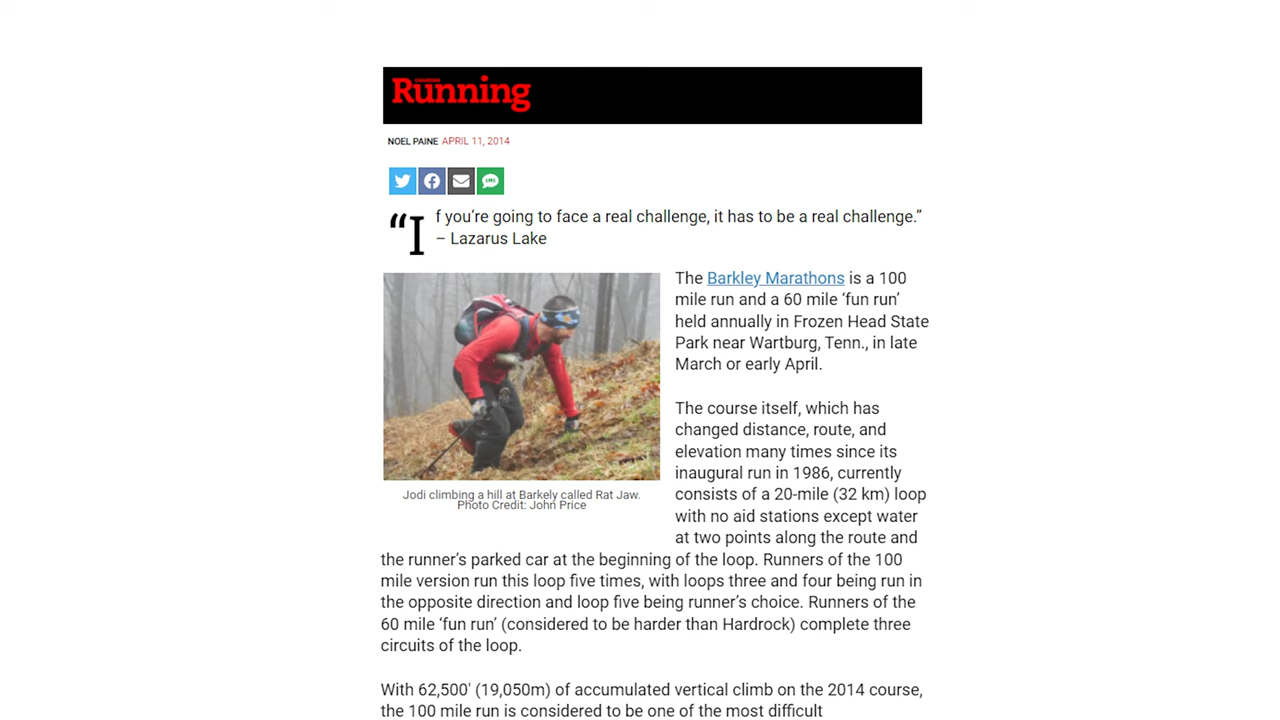 Running
NOEL PAINE APRIL 11, 2014
SMS
“If you’re going to face a real challenge, it has to be a real challenge.”
– Lazarus Lake
Jodi climbing a hill at Barkely called Rat Jaw.
Photo Credit: John Price
The Barkley Marathons is a 100
mile run and a 60 mile ‘fun run’
held annually in Frozen Head State
Park near Wartburg, Tenn., in late
March or early April.
The course itself, which has
changed distance, route, and
elevation many times since its
inaugural run in 1986, currently
consists of a 20-mile (32 km) loop
with no aid stations except water
at two points along the route and
the runner’s parked car at the beginning of the loop. Runners of the 100
mile version run this loop five times, with loops three and four being run in
the opposite direction and loop five being runner’s choice. Runners of the
60 mile ‘fun run’ (considered to be harder than Hardrock) complete three
circuits of the loop.
With 62,500' (19,050m) of accumulated vertical climb on the 2014 course,
the 100 mile run is considered to be one of the most difficult